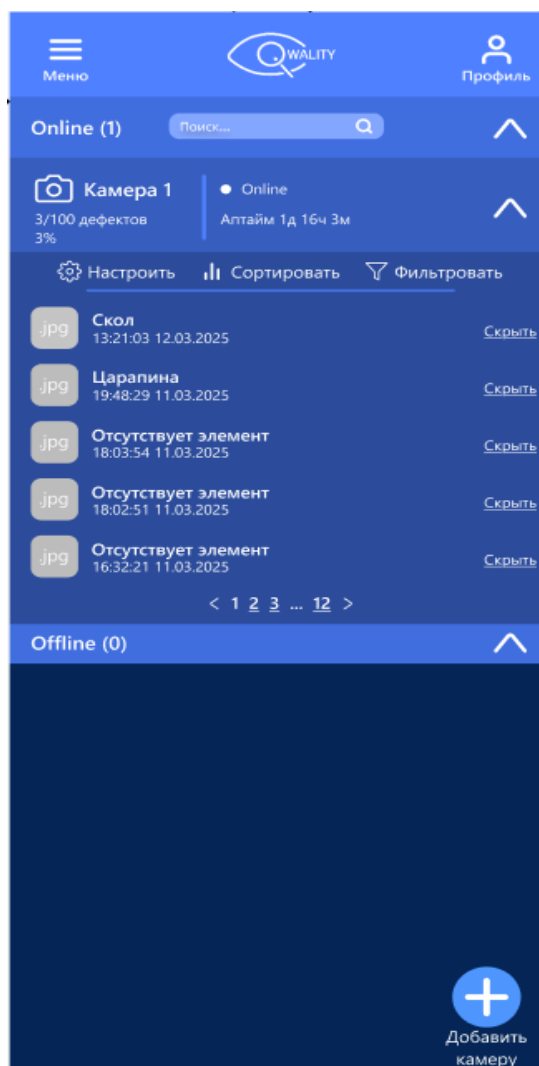 Меню
QWALITY
Профиль
Online (1)
Поиск...
Камера 1
3/100 дефектов
3%
Online
Аптайм 1д 16ч 3м
Настроить
Сортировать
Фильтровать
.jpg
Скол
13:21:03 12.03.2025
Скрыть
.jpg
Царапина
19:48:29 11.03.2025
Скрыть
.jpg
Отсутствует элемент
18:03:54 11.03.2025
Скрыть
.jpg
Отсутствует элемент
18:02:51 11.03.2025
Скрыть
.jpg
Отсутствует элемент
16:32:21 11.03.2025
Скрыть
< 1 2 3 ... 12 >
Offline (0)
Добавить
камеру